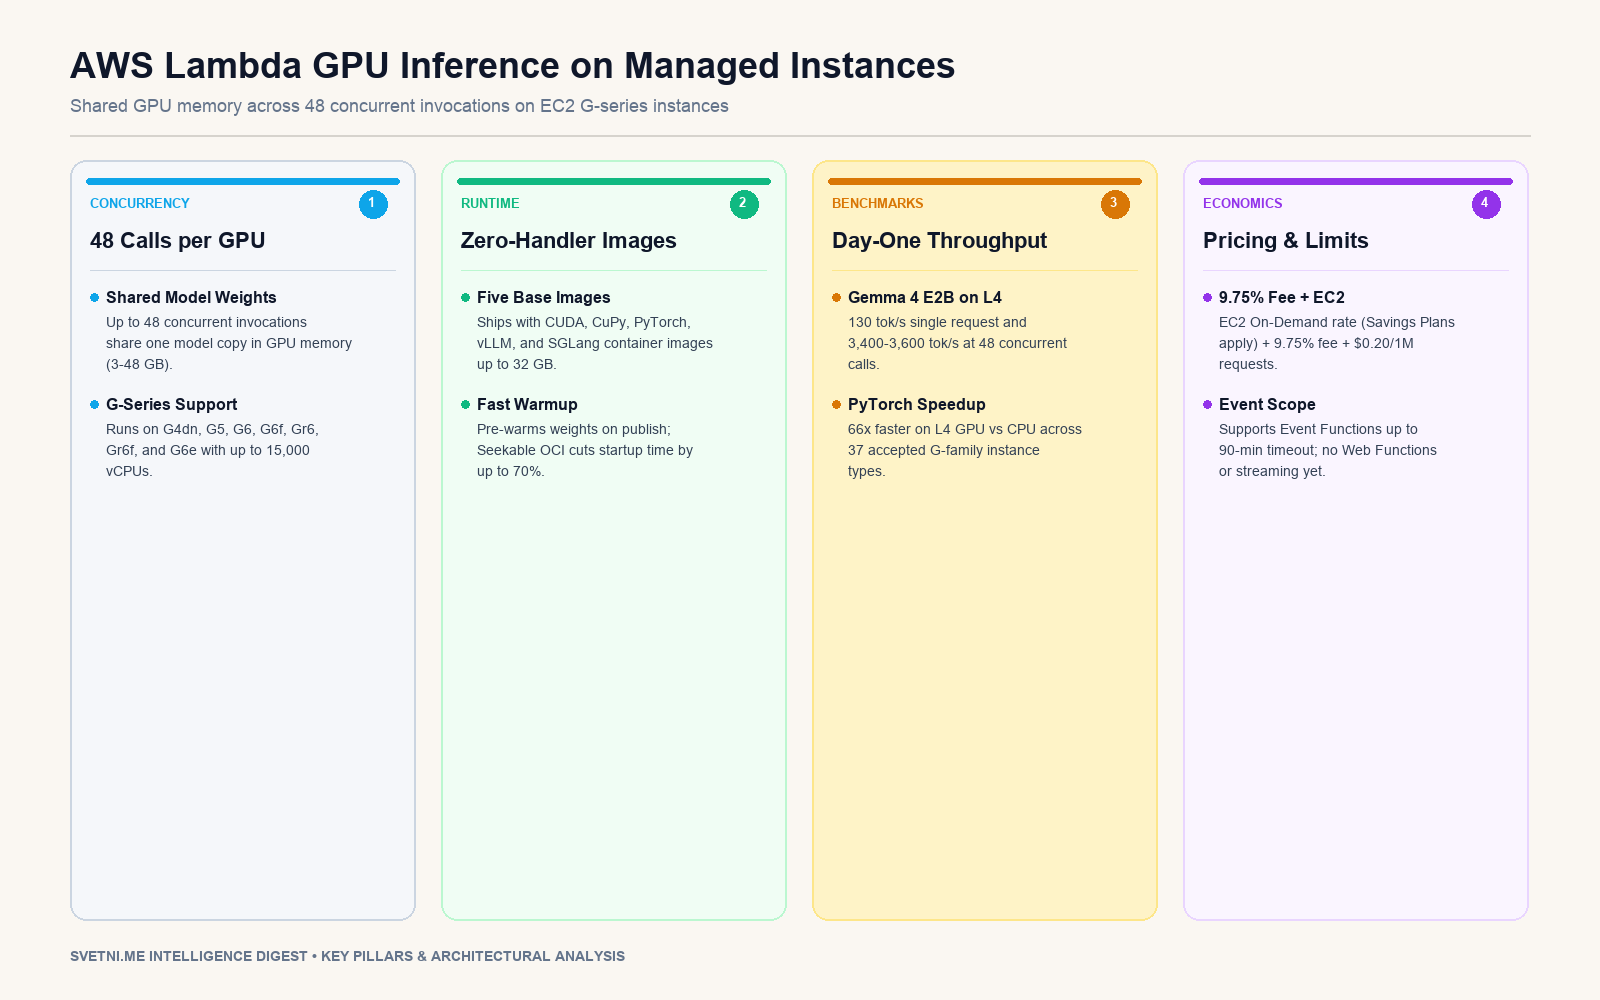 AWS Lambda GPU Inference on Managed Instances
Shared GPU memory across 48 concurrent invocations on EC2 G-series instances
CONCURRENCY
1
48 Calls per GPU
Shared Model Weights
Up to 48 concurrent invocations
share one model copy in GPU memory
(3-48 GB).
G-Series Support
Runs on G4dn, G5, G6, G6f, Gr6,
Gr6f, and G6e with up to 15,000
vCPUs.
RUNTIME
2
Zero-Handler Images
Five Base Images
Ships with CUDA, CuPy, PyTorch,
vLLM, and SGLang container images
up to 32 GB.
Fast Warmup
Pre-warms weights on publish;
Seekable OCI cuts startup time by
up to 70%.
BENCHMARKS
3
Day-One Throughput
Gemma 4 E2B on L4
130 tok/s single request and
3,400-3,600 tok/s at 48 concurrent
calls.
PyTorch Speedup
66x faster on L4 GPU vs CPU across
37 accepted G-family instance
types.
ECONOMICS
4
Pricing & Limits
9.75% Fee + EC2
EC2 On-Demand rate (Savings Plans
apply) + 9.75% fee + $0.20/1M
requests.
Event Scope
Supports Event Functions up to
90-min timeout; no Web Functions
or streaming yet.
SVETNI.ME INTELLIGENCE DIGEST • KEY PILLARS & ARCHITECTURAL ANALYSIS